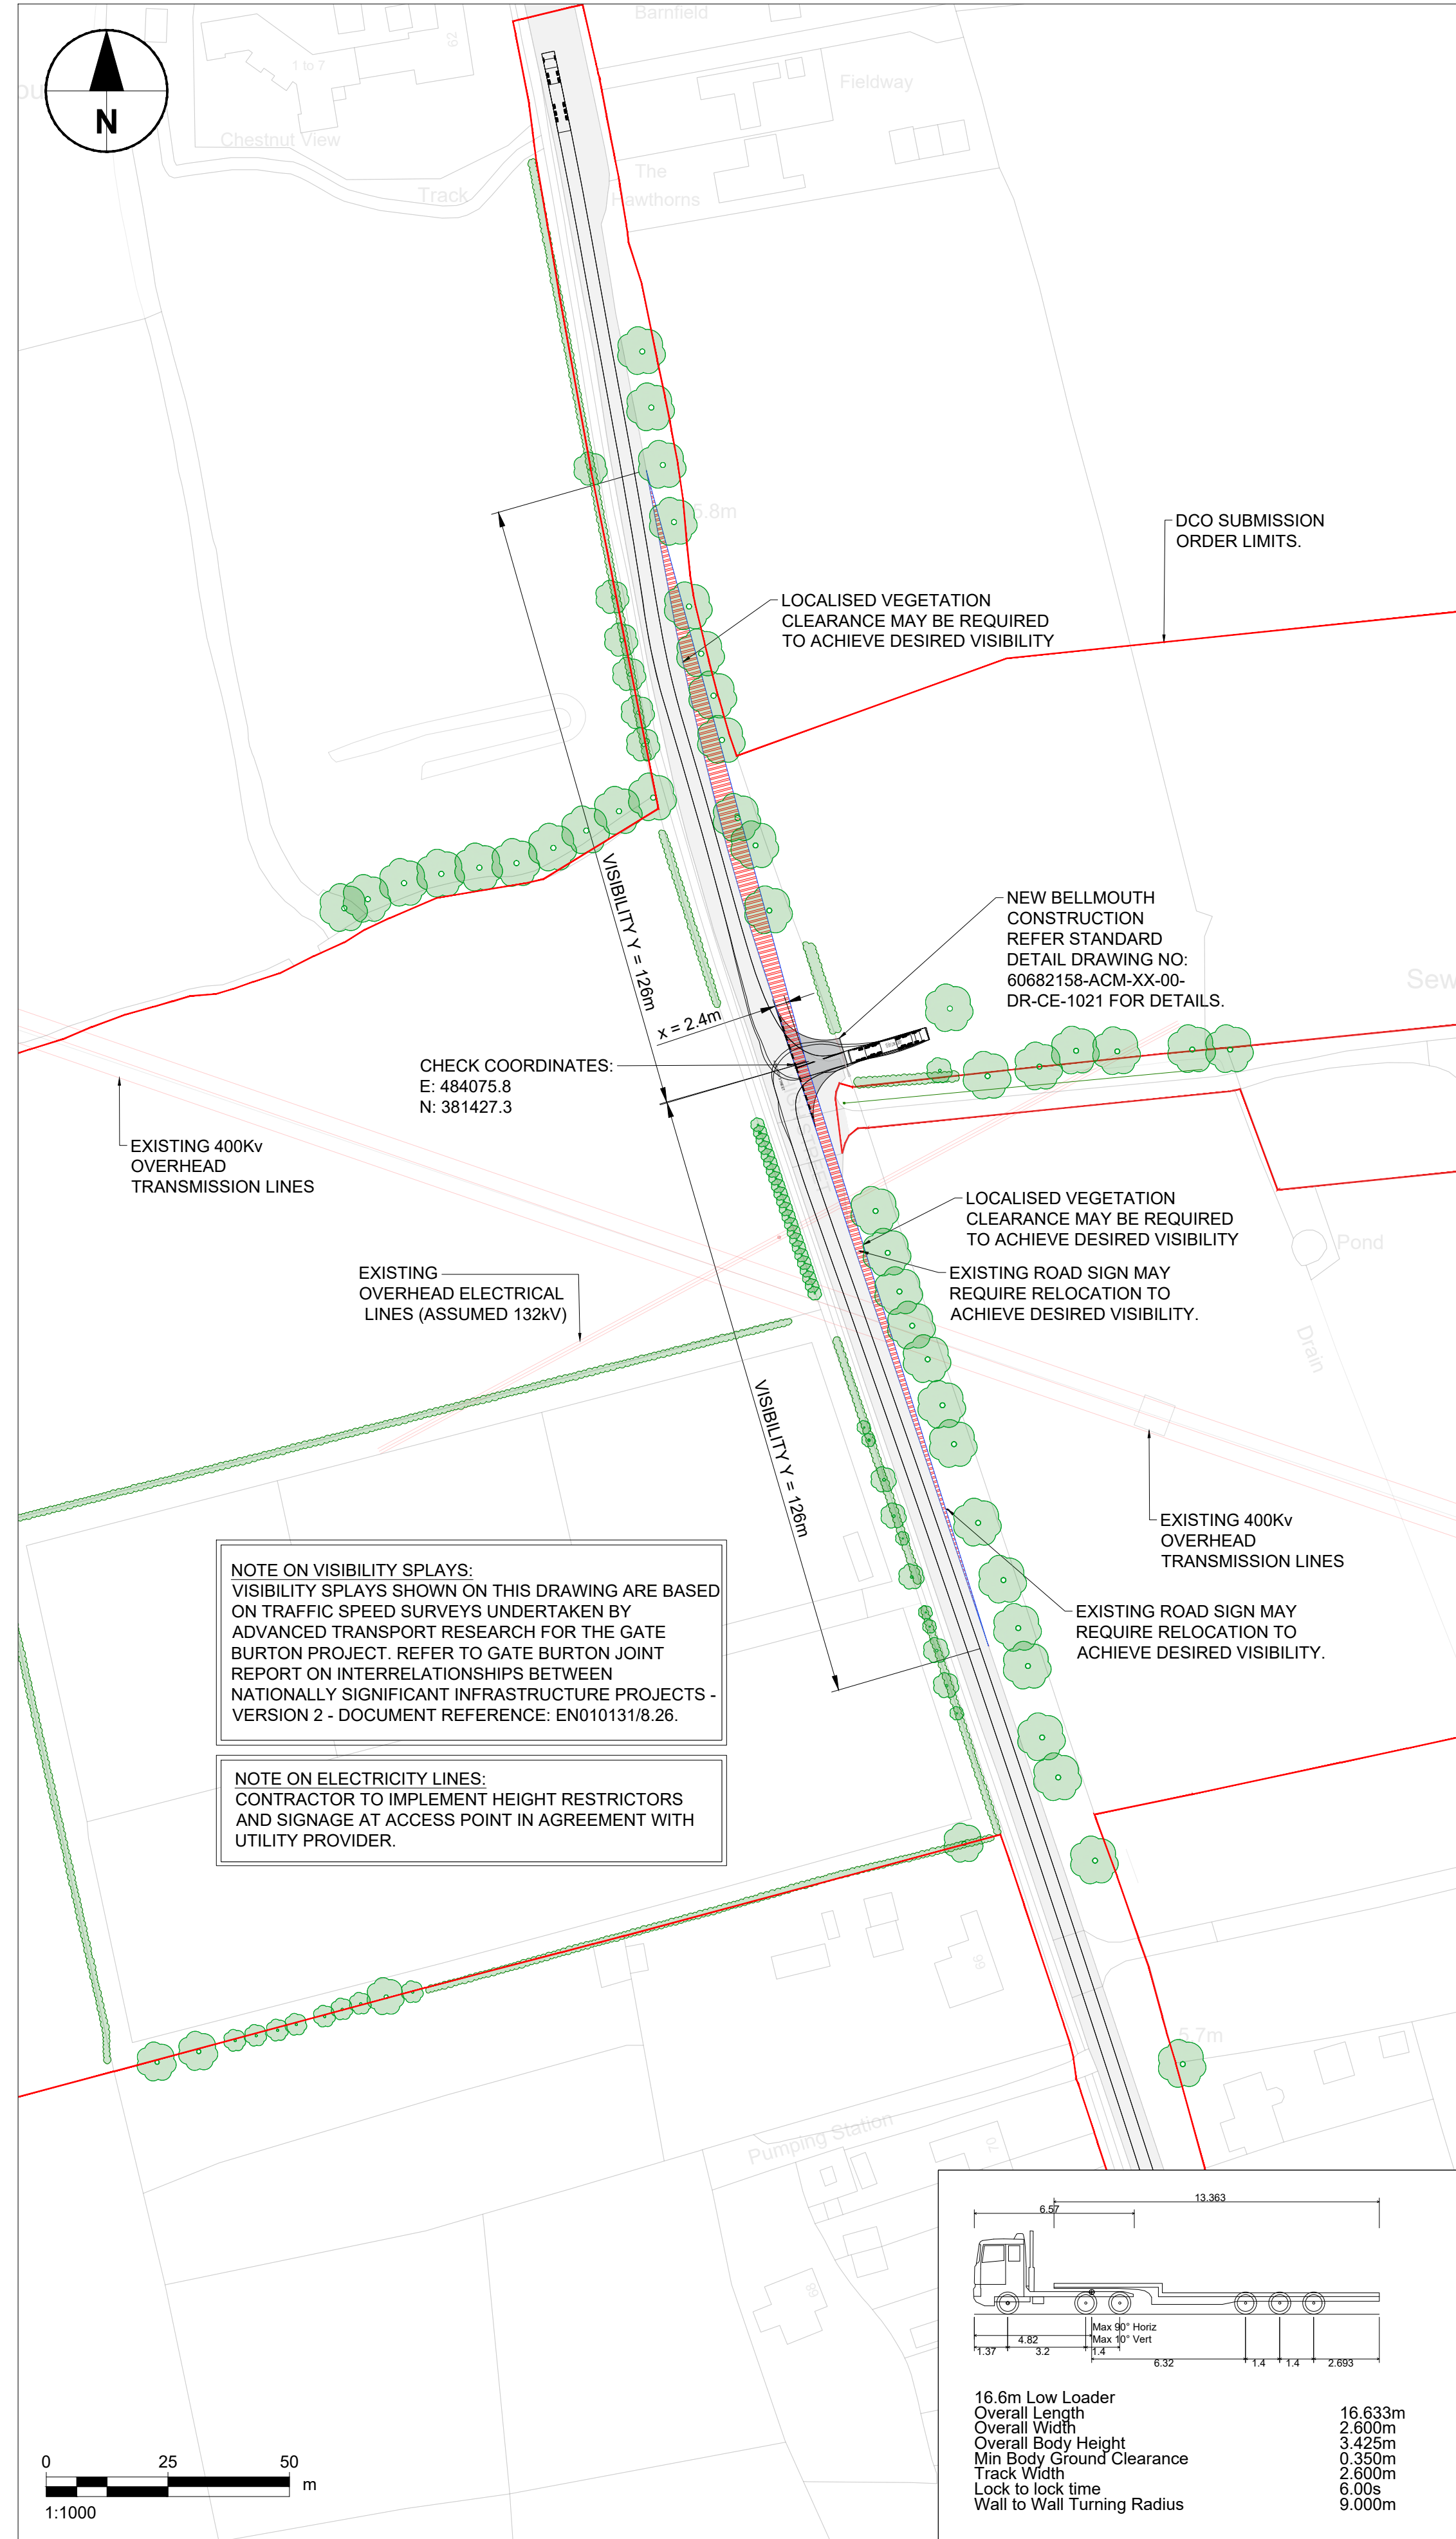 Barnfield
62
1 to 7
Fieldway
N
Chestnut View
Track
The
Hawthorns
5.8m
DCO SUBMISSION
ORDER LIMITS.
LOCALISED VEGETATION
CLEARANCE MAY BE REQUIRED
TO ACHIEVE DESIRED VISIBILITY
VISIBILITY Y = 126m
NEW BELLMOUTH
CONSTRUCTION
REFER STANDARD
DETAIL DRAWING NO:
60682158-ACM-XX-00-
DR-CE-1021 FOR DETAILS.
Sew
x = 2.4m
CHECK COORDINATES:
E: 484075.8
N: 381427.3
EXISTING 400Kv
OVERHEAD
TRANSMISSION LINES
LOCALISED VEGETATION
CLEARANCE MAY BE REQUIRED
TO ACHIEVE DESIRED VISIBILITY
Pond
EXISTING
OVERHEAD ELECTRICAL
LINES (ASSUMED 132kV)
EXISTING ROAD SIGN MAY
REQUIRE RELOCATION TO
ACHIEVE DESIRED VISIBILITY.
Drain
VISIBILITY Y = 126m
EXISTING 400Kv
OVERHEAD
TRANSMISSION LINES
NOTE ON VISIBILITY SPLAYS:
VISIBILITY SPLAYS SHOWN ON THIS DRAWING ARE BASED
ON TRAFFIC SPEED SURVEYS UNDERTAKEN BY
ADVANCED TRANSPORT RESEARCH FOR THE GATE
BURTON PROJECT. REFER TO GATE BURTON JOINT
REPORT ON INTERRELATIONSHIPS BETWEEN
NATIONALLY SIGNIFICANT INFRASTRUCTURE PROJECTS -
VERSION 2 - DOCUMENT REFERENCE: EN010131/8.26.
EXISTING ROAD SIGN MAY
REQUIRE RELOCATION TO
ACHIEVE DESIRED VISIBILITY.
NOTE ON ELECTRICITY LINES:
CONTRACTOR TO IMPLEMENT HEIGHT RESTRICTORS
AND SIGNAGE AT ACCESS POINT IN AGREEMENT WITH
UTILITY PROVIDER.
5.7m
Pumping Station
70
13.363
6.57
Max 90° Horiz
Max 10° Vert
4.82
1.37 3.2 1.4
6.32 1.4 1.4 2.693
16.6m Low Loader
Overall Length 16.633m
Overall Width 2.600m
Overall Body Height 3.425m
Min Body Ground Clearance 0.350m
Track Width 2.600m
Lock to lock time 6.00s
Wall to Wall Turning Radius 9.000m
0 25 50
m
1:1000